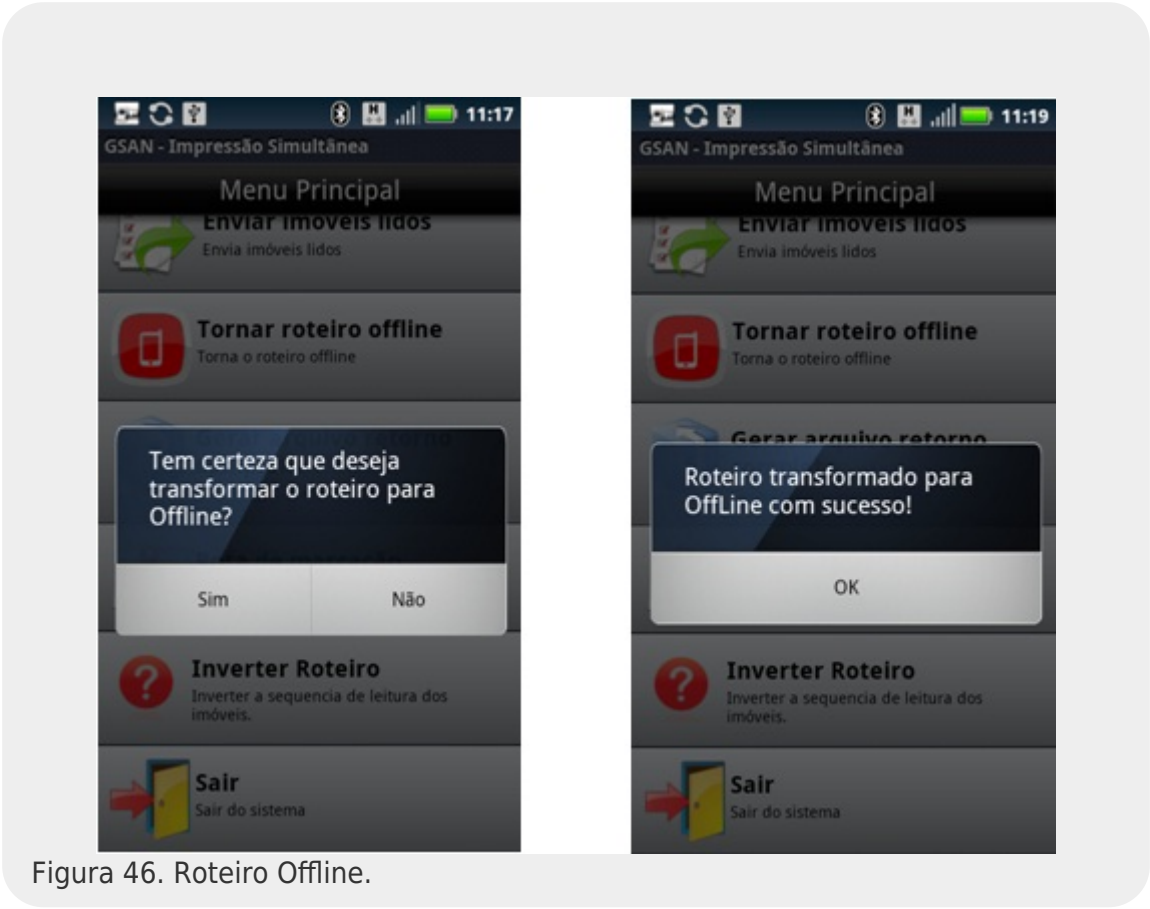 11:17
GSAN - Impressão Simultânea
Menu Principal
Enviar imóveis lidos
Envia imóveis lidos
Tornar roteiro offline
Torna o roteiro offline
Gerar arquivo retorno
Tem certeza que deseja
transformar o roteiro para
Offline?
Sim
Não
Inverter Roteiro
Inverter a sequencia de leitura dos
imóveis.
Sair
Sair do sistema
11:19
GSAN - Impressão Simultânea
Menu Principal
Enviar imóveis lidos
Envia imóveis lidos
Tornar roteiro offline
Torna o roteiro offline
Gerar arquivo retorno
Roteiro transformado para
OffLine com sucesso!
OK
Inverter Roteiro
Inverter a sequencia de leitura dos
imóveis.
Sair
Sair do sistema
Figura 46. Roteiro Offline.